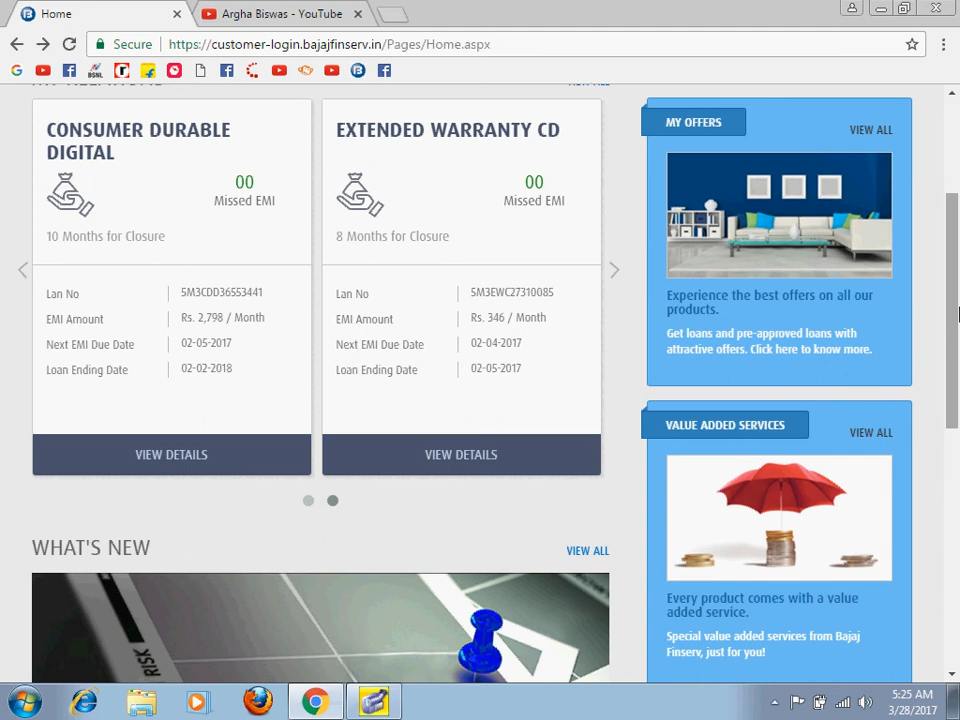 Home
Argha Biswas - YouTube
Secure
https://customer-login.bajajfinserv.in/Pages/Home.aspx
BSNL
CONSUMER DURABLE
DIGITAL
00
Missed EMI
10 Months for Closure
Lan No
5M3CDD36553441
EMI Amount
Rs. 2,798 / Month
Next EMI Due Date
02-05-2017
Loan Ending Date
02-02-2018
VIEW DETAILS
EXTENDED WARRANTY CD
00
Missed EMI
8 Months for Closure
Lan No
5M3EWC27310085
EMI Amount
Rs. 346 / Month
Next EMI Due Date
02-04-2017
Loan Ending Date
02-05-2017
VIEW DETAILS
WHAT'S NEW
VIEW ALL
RISK
MY OFFERS
VIEW ALL
Experience the best offers on all our
products.
Get loans and pre-approved loans with
attractive offers. Click here to know more.
VALUE ADDED SERVICES
VIEW ALL
Every product comes with a value
added service.
Special value added services from Bajaj
Finserv, just for you!
5:25 AM
3/28/2017